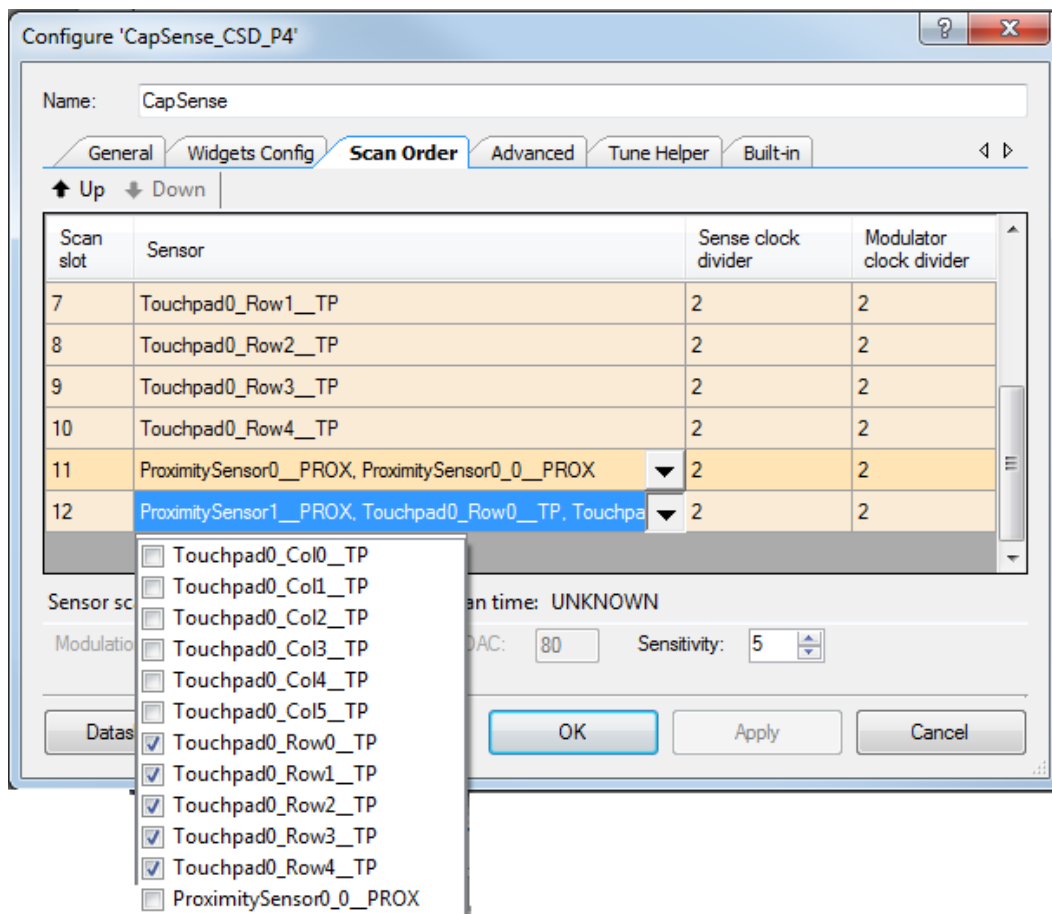 Configure 'CapSense_CSD_P4'
Name: CapSense
General Widgets Config Scan Order Advanced Tune Helper Built-in
Up Down
Scan slot Sensor Sense clock divider Modulator clock divider
7 Touchpad0_Row1__TP 2 2
8 Touchpad0_Row2__TP 2 2
9 Touchpad0_Row3__TP 2 2
10 Touchpad0_Row4__TP 2 2
11 ProximitySensor0__PROX, ProximitySensor0_0__PROX 2 2
12 ProximitySensor1__PROX, Touchpad0_Row0__TP, Touchpa 2 2
Touchpad0_Col0__TP
Touchpad0_Col1__TP
Sensor sc an time: UNKNOWN
Touchpad0_Col2__TP
Touchpad0_Col3__TP
Modulatio DAC: 80 Sensitivity: 5
Touchpad0_Col4__TP
Touchpad0_Col5__TP
Datas OK Apply Cancel
Touchpad0_Row0__TP
Touchpad0_Row1__TP
Touchpad0_Row2__TP
Touchpad0_Row3__TP
Touchpad0_Row4__TP
ProximitySensor0_0__PROX